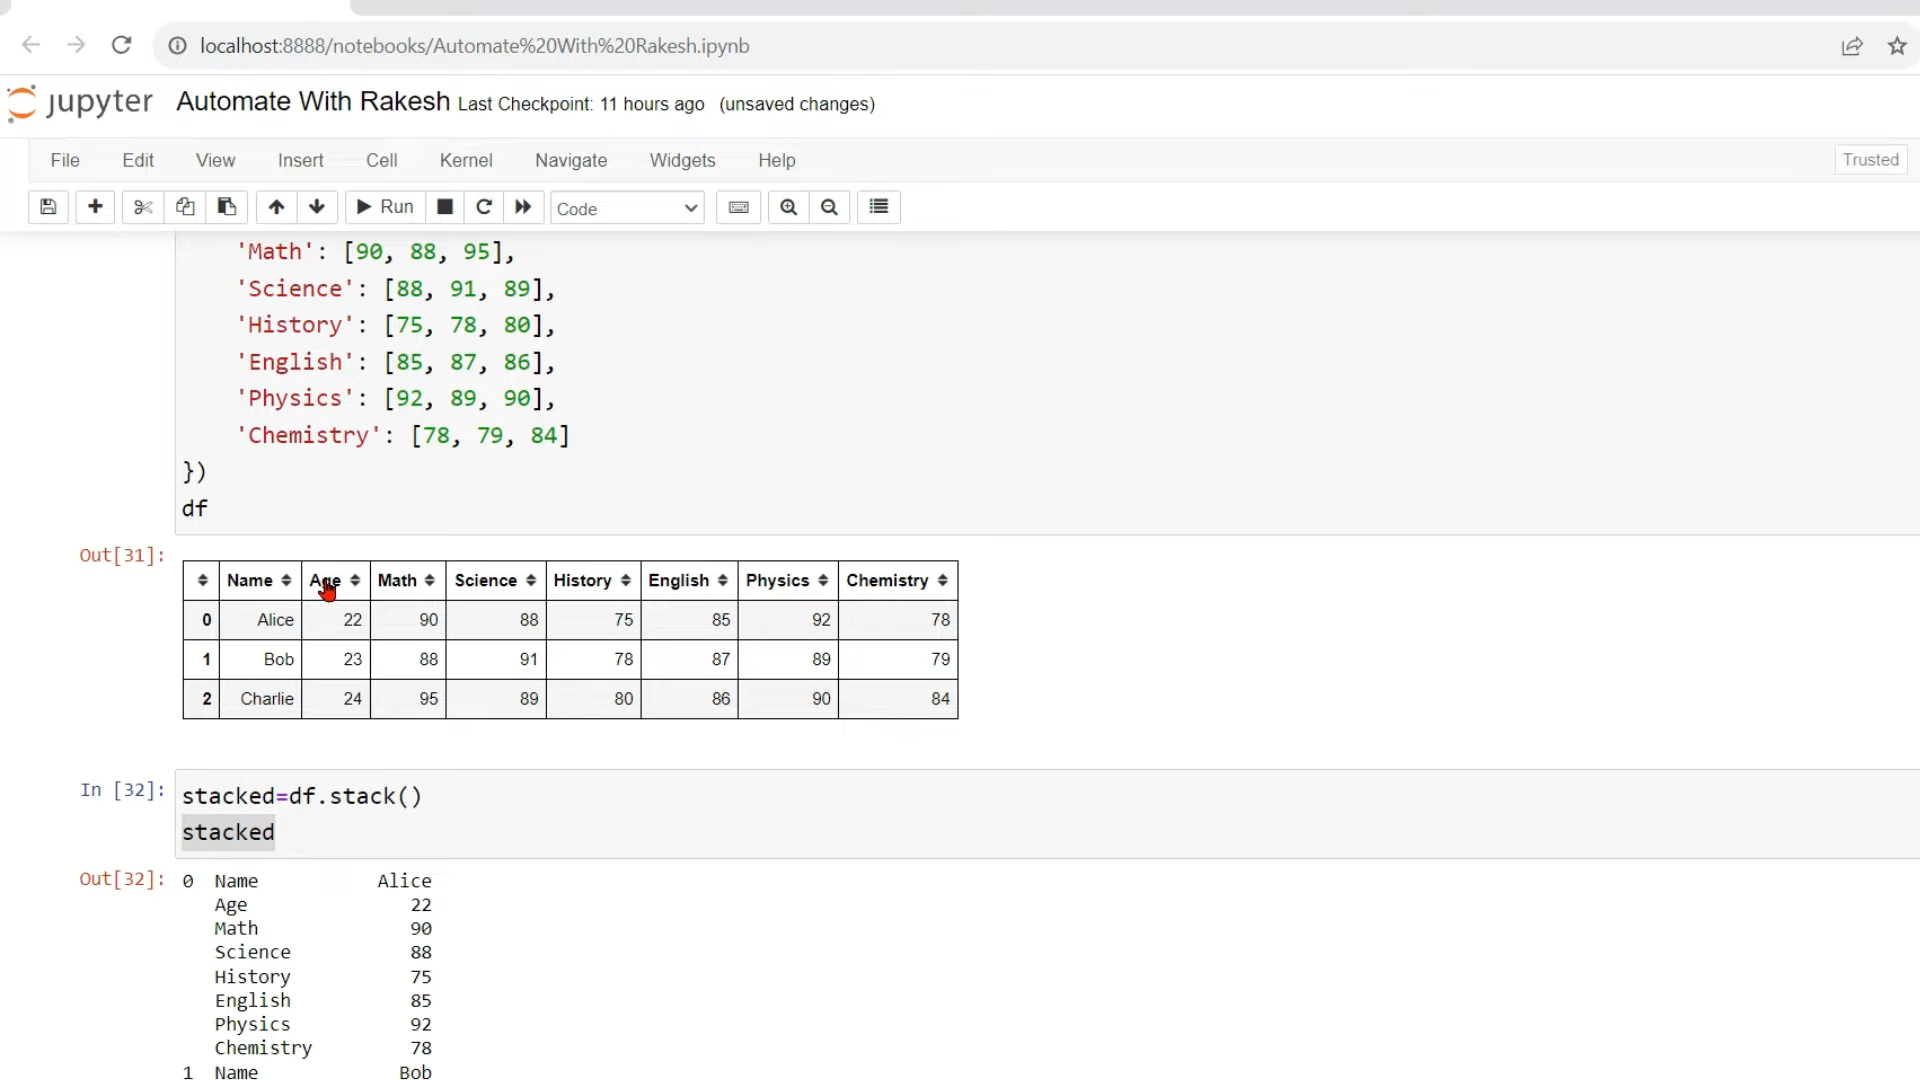 localhost:8888/notebooks/Automate%20With%20Rakesh.ipynb
jupyter Automate With Rakesh Last Checkpoint: 11 hours ago (unsaved changes)
File Edit View Insert Cell Kernel Navigate Widgets Help Trusted
Run Code
'Math': [90, 88, 95],
'Science': [88, 91, 89],
'History': [75, 78, 80],
'English': [85, 87, 86],
'Physics': [92, 89, 90],
'Chemistry': [78, 79, 84]
})
df
Out[31]:
Name Age Math Science History English Physics Chemistry
0 Alice 22 90 88 75 85 92 78
1 Bob 23 88 91 78 87 89 79
2 Charlie 24 95 89 80 86 90 84
In [32]: stacked=df.stack()
stacked
Out[32]: 0 Name Alice
Age 22
Math 90
Science 88
History 75
English 85
Physics 92
Chemistry 78
1 Name Bob